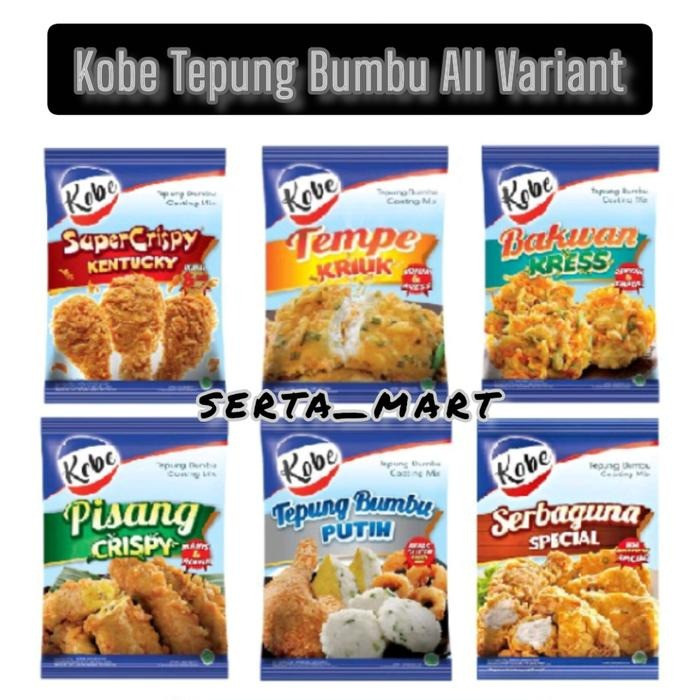 Kobe Tepung Bumbu All Variant
Kobe
Tepung Bumbu
Coating Mix
SuperCrispy
KENTUCKY
Kobe
Tepung Bumbu
Coating Mix
Tempe
KRIUK
Kobe
Tepung Bumbu
Coating Mix
Bakwan
KRESS
SERTA_MART
Kobe
Tepung Bumbu
Coating Mix
Pisang
CRISPY
Kobe
Tepung Bumbu
Coating Mix
Tepung Bumbu
PUTIH
Kobe
Tepung Bumbu
Coating Mix
Serbaguna
SPECIAL